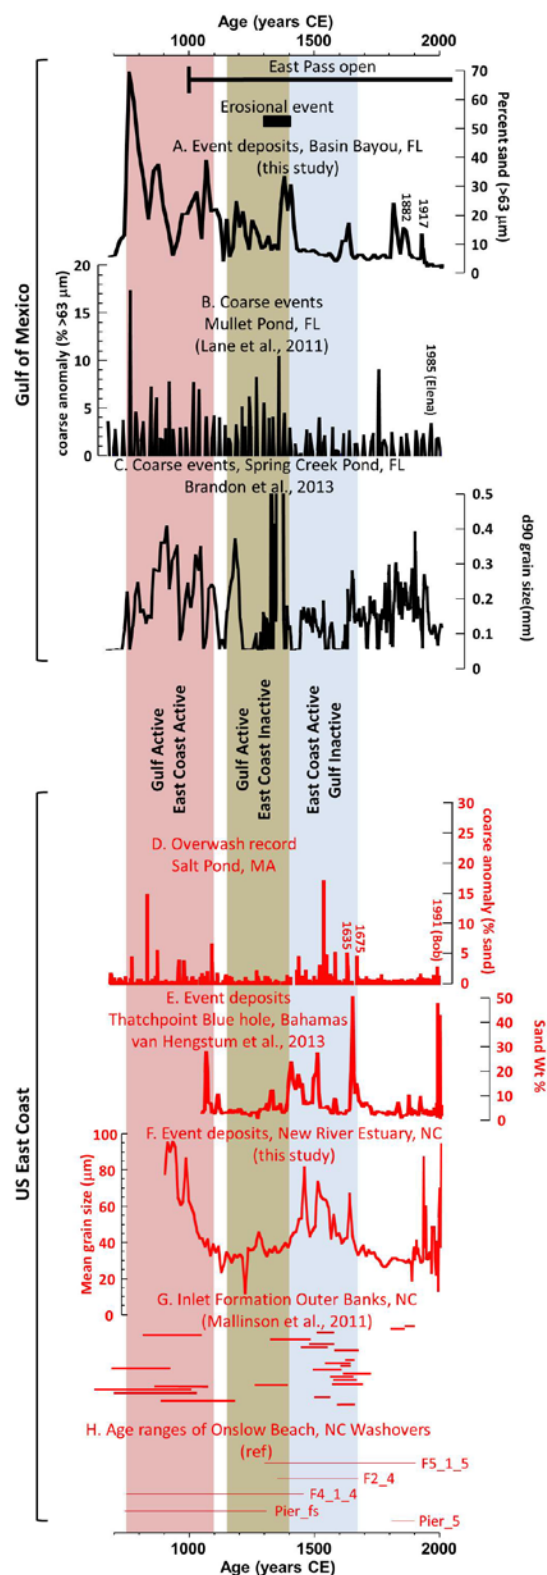 Age (years CE)
1000 1500 2000
East Pass open
Erosional event
A. Event deposits, Basin Bayou, FL
(this study)
1882
1917
70
60
50
40
30
20
10
0
Percent sand (>63 µm)
Gulf of Mexico
20
15
10
5
0
coarse anomaly (% >63 µm)
B. Coarse events
Mullet Pond, FL
(Lane et al., 2011)
1985 (Elena)
C. Coarse events, Spring Creek Pond, FL
Brandon et al., 2013
0.5
0.4
0.3
0.2
0.1
0
d90 grain size(mm)
Gulf Active
East Coast Active
Gulf Active
East Coast Inactive
East Coast Active
Gulf Inactive
US East Coast
D. Overwash record
Salt Pond, MA
1635
1675
1991 (Bob)
30
25
20
15
10
5
0
coarse anomaly (% sand)
E. Event deposits
Thatchpoint Blue hole, Bahamas
van Hengstum et al., 2013
50
40
30
20
10
0
Sand Wt %
F. Event deposits, New River Estuary, NC
(this study)
100
80
60
40
20
0
Mean grain size (µm)
G. Inlet Formation Outer Banks, NC
(Mallinson et al., 2011)
H. Age ranges of Onslow Beach, NC Washovers
(ref)
F5_1_5
F2_4
F4_1_4
Pier_fs
Pier_5
1000 1500 2000
Age (years CE)